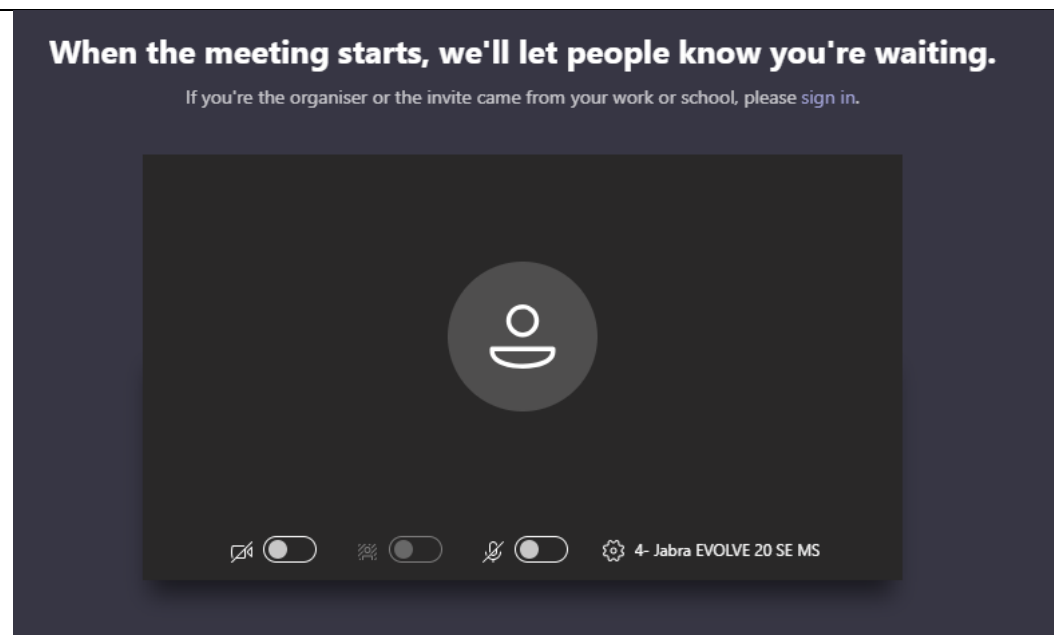 When the meeting starts, we'll let people know you're waiting.
If you're the organiser or the invite came from your work or school, please sign in.
4- Jabra EVOLVE 20 SE MS